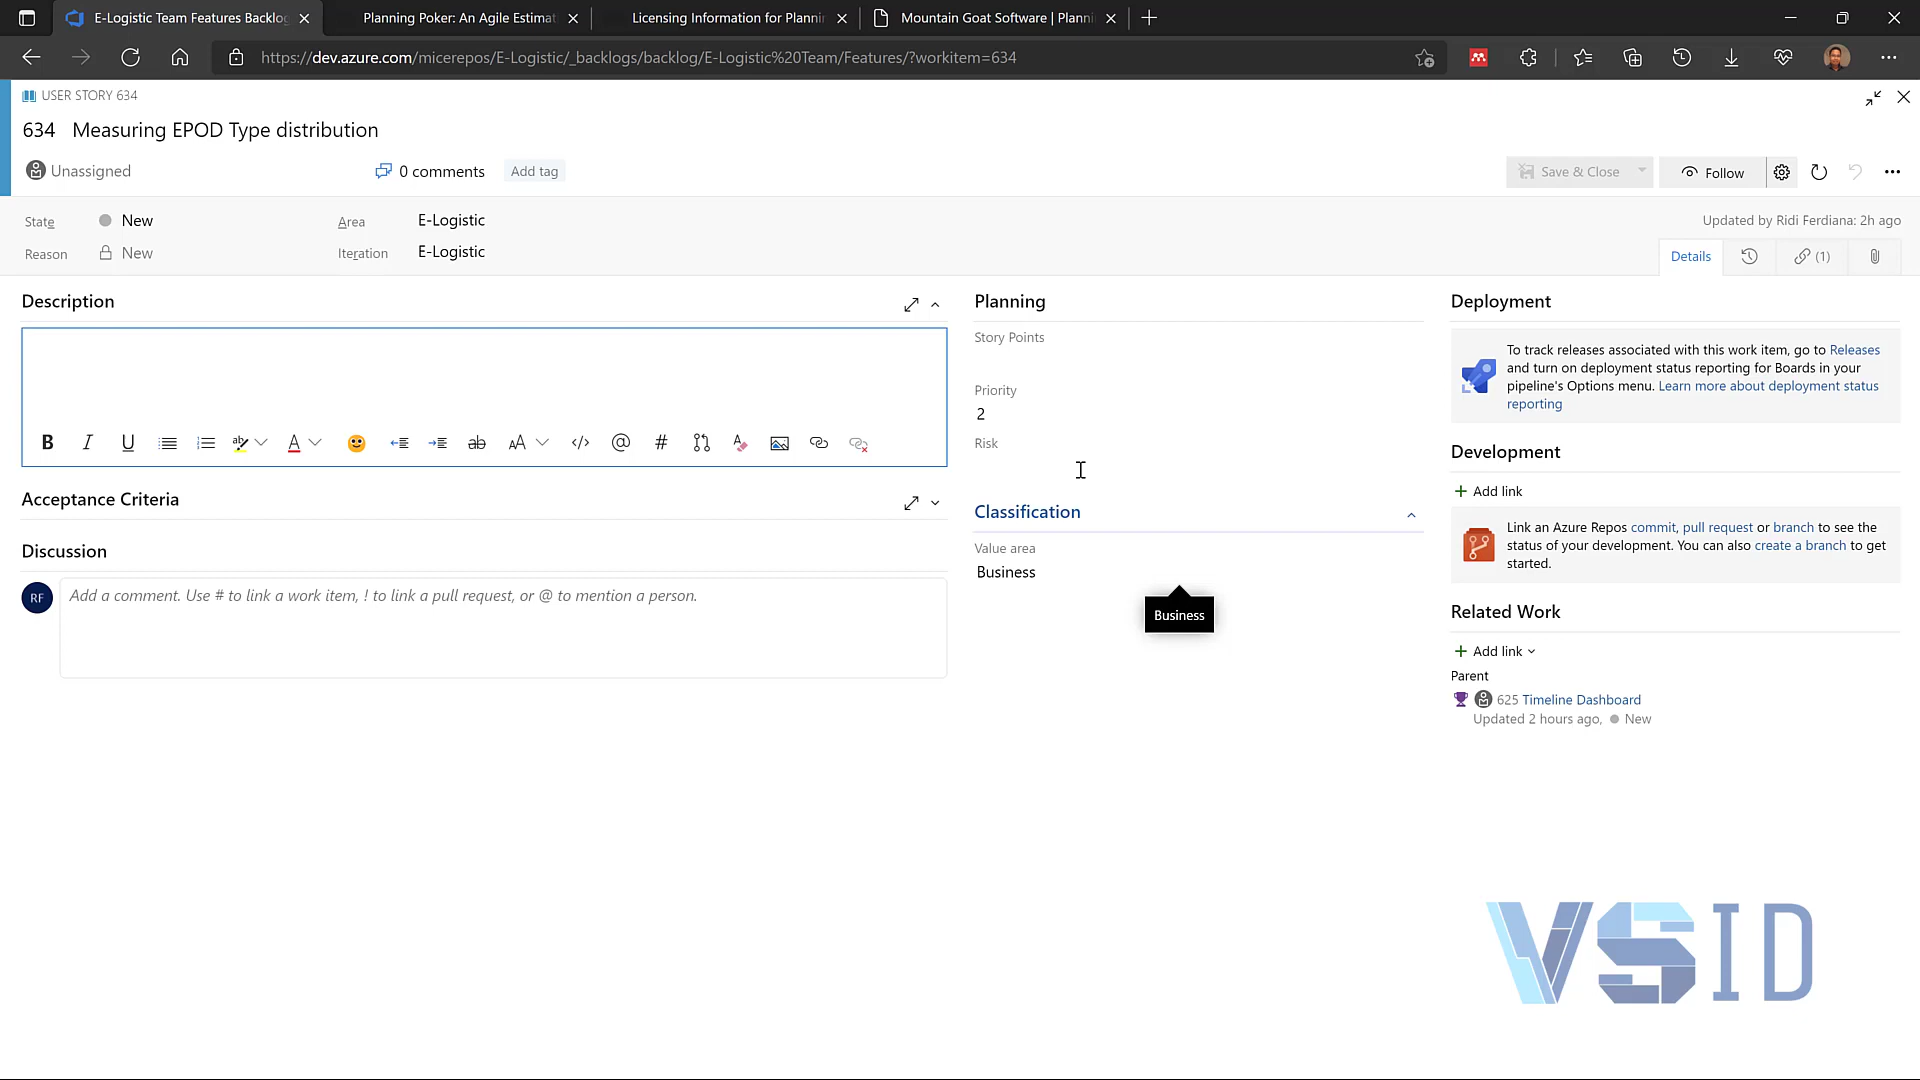 E-Logistic Team Features Backlog
Planning Poker: An Agile Estimat
Licensing Information for Plannin
Mountain Goat Software | Plannin
https://dev.azure.com/micerepos/E-Logistic/_backlogs/backlog/E-Logistic%20Team/Features/?workitem=634
USER STORY 634
634 Measuring EPOD Type distribution
Unassigned
0 comments
Add tag
Save & Close
Follow
State
New
Area
E-Logistic
Updated by Ridi Ferdiana: 2h ago
Reason
New
Iteration
E-Logistic
Details
(1)
Description
B I U
ab
A
ab
AA
</>
@
#
A
Acceptance Criteria
Discussion
RF
Add a comment. Use # to link a work item, ! to link a pull request, or @ to mention a person.
Planning
Story Points
Priority
2
Risk
Classification
Value area
Business
Business
Deployment
To track releases associated with this work item, go to Releases
and turn on deployment status reporting for Boards in your
pipeline's Options menu. Learn more about deployment status
reporting
Development
+ Add link
Link an Azure Repos commit, pull request or branch to see the
status of your development. You can also create a branch to get
started.
Related Work
+ Add link
Parent
625 Timeline Dashboard
Updated 2 hours ago, New
VSID